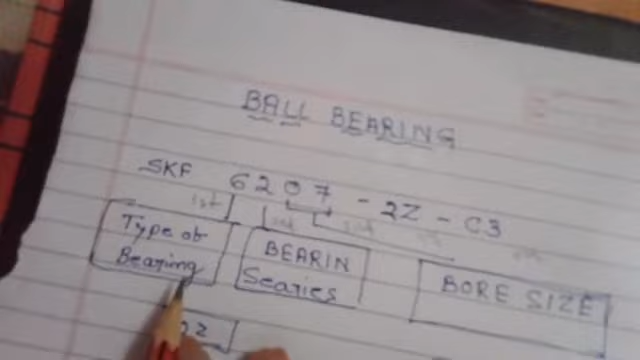 BALL BEARING
SKF 6207 - 2Z - C3
1st
Type of
Bearing
BEARIN
Searies
BORE SIZE
2Z